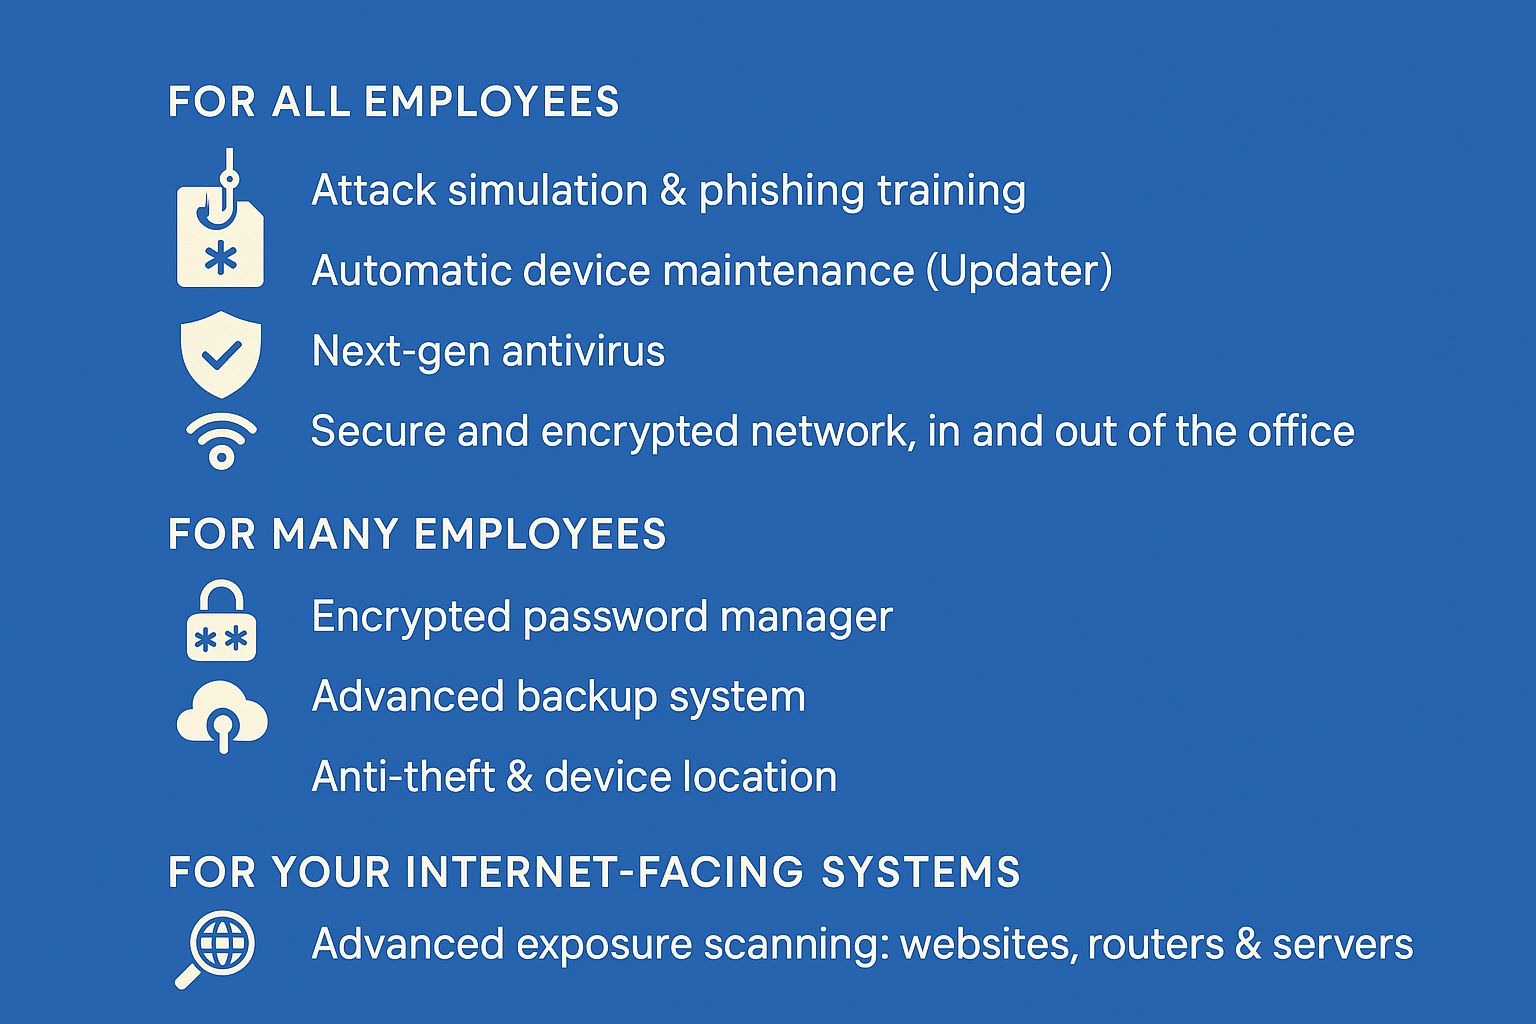 FOR ALL EMPLOYEES
Attack simulation & phishing training
Automatic device maintenance (Updater)
Next-gen antivirus
Secure and encrypted network, in and out of the office
FOR MANY EMPLOYEES
Encrypted password manager
Advanced backup system
Anti-theft & device location
FOR YOUR INTERNET-FACING SYSTEMS
Advanced exposure scanning: websites, routers & servers